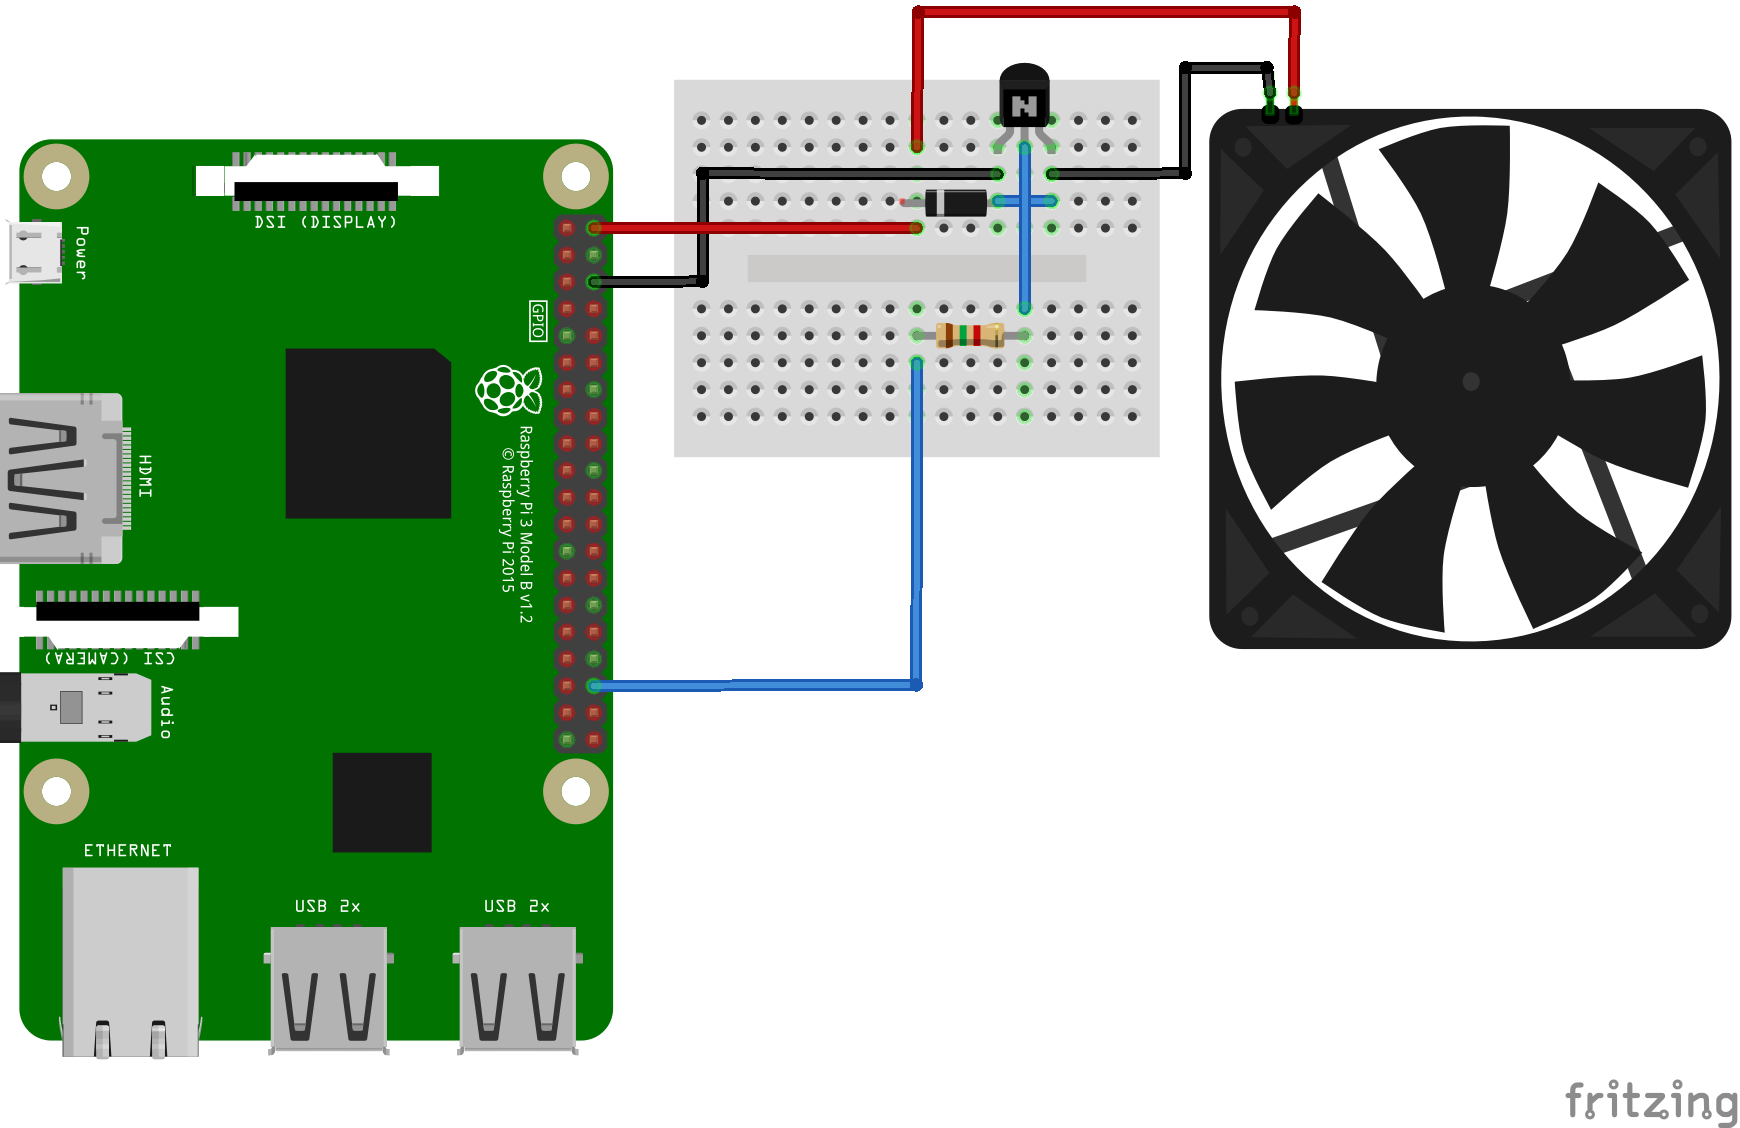 DSI (DISPLAY)
Power
GPIO
HDMI
Raspberry Pi 3 Model B v1.2
© Raspberry Pi 2015
CSI (CAMERA)
Audio
ETHERNET
USB 2x
USB 2x
N
fritzing